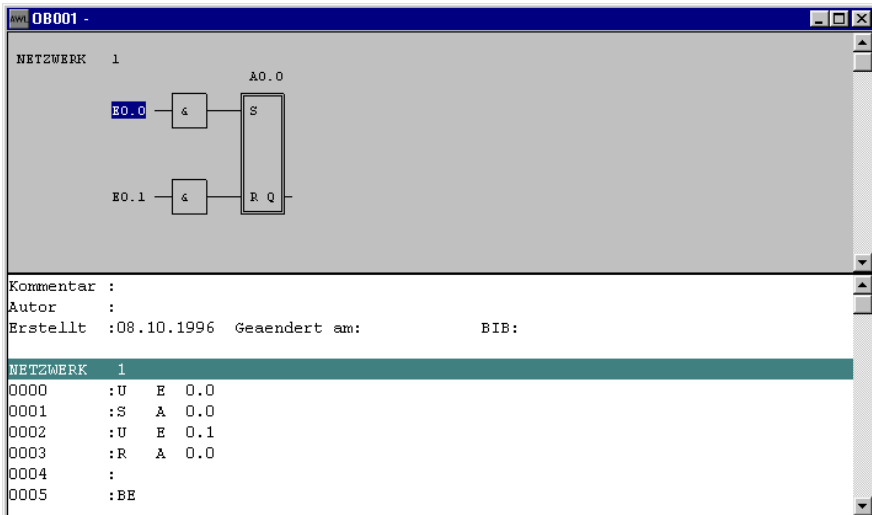 AWL OB001 -
NETZWERK 1
A0.0
E0.0 & S
E0.1 & R Q
Kommentar :
Autor :
Erstellt :08.10.1996 Geaendert am: BIB:
NETZWERK 1
0000 :U E 0.0
0001 :S A 0.0
0002 :U E 0.1
0003 :R A 0.0
0004 :
0005 :BE